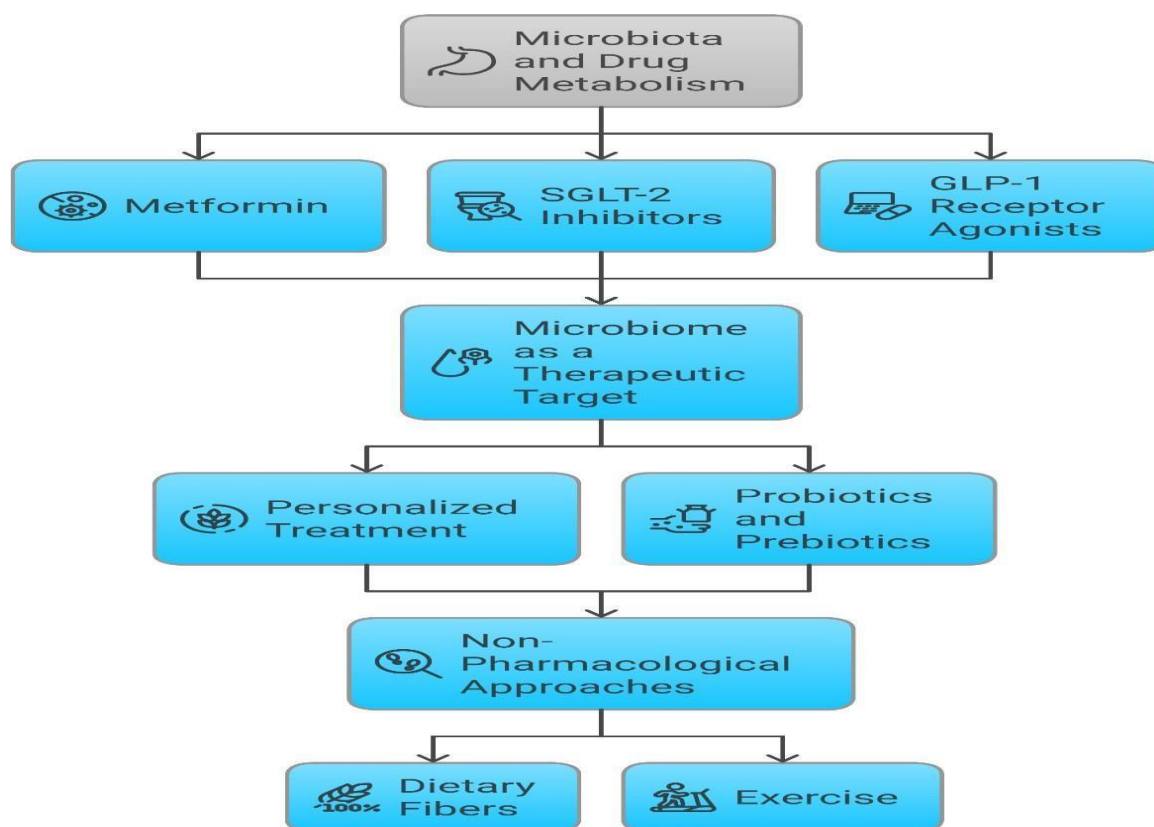 Microbiota
and Drug
Metabolism
Metformin
SGLT-2
Inhibitors
GLP-1
Receptor
Agonists
Microbiome
as a
Therapeutic
Target
Personalized
Treatment
Probiotics
and
Prebiotics
Non-
Pharmacological
Approaches
100%
Dietary
Fibers
Exercise